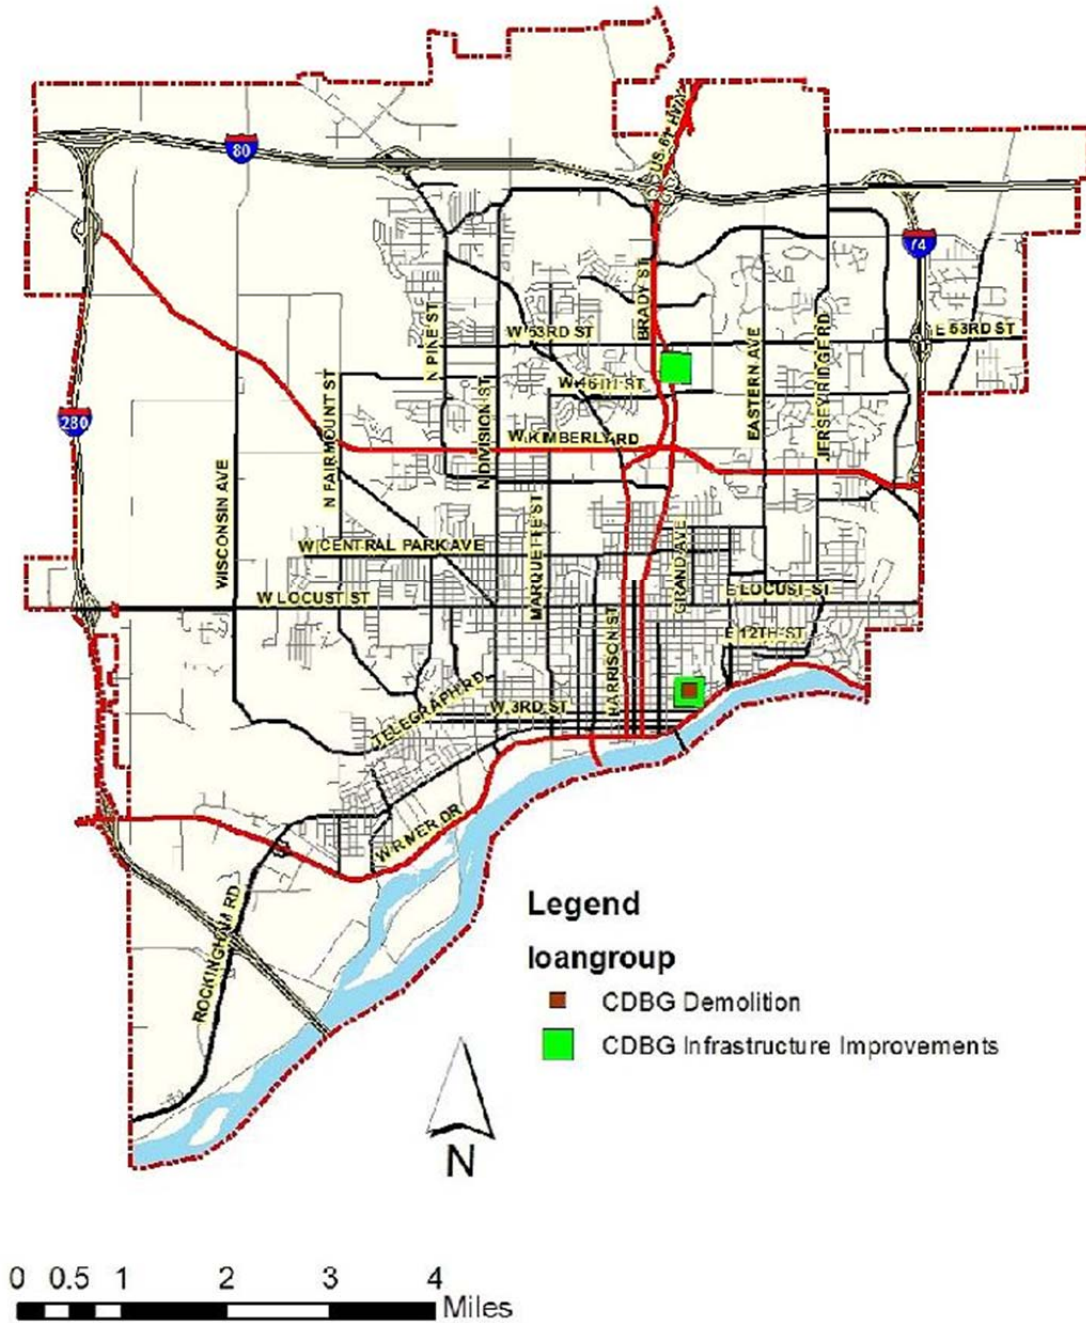 US 61 HWY
80
74
BRADY ST
N PINE ST
W 53RD ST
E 53RD ST
EASTERN AVE
JERSEY RIDGE RD
W 46TH ST
N FAIRMOUNT ST
N DIVISION ST
W KIMBERLY RD
280
WISCONSIN AVE
MARQUETTE ST
GRAND AVE
W CENTRAL PARK AVE
W LOCUST ST
E LOCUST ST
HARRISON ST
E 12TH ST
TELEGRAPH RD
W 3RD ST
W RIVER DR
ROCKINGHAM RD
Legend
loangroup
CDBG Demolition
CDBG Infrastructure Improvements
N
0 0.5 1 2 3 4
Miles